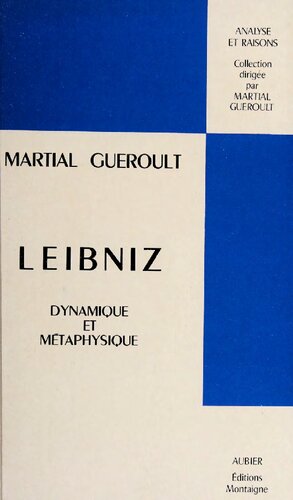 ANALYSE
ET RAISONS
Collection
dirigée
par
MARTIAL
GUEROULT
MARTIAL GUEROULT
LEIBNIZ
DYNAMIQUE
ET
MÉTAPHYSIQUE
AUBIER
Éditions
Montaigne